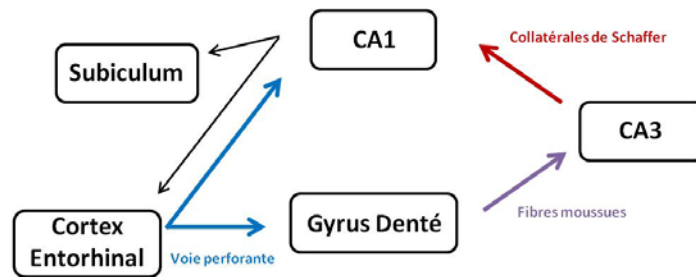 CA1
Collatérales de Schaffer
Subiculum
CA3
Cortex
Entorhinal
Gyrus Denté
Fibres moussues
Voie perforante